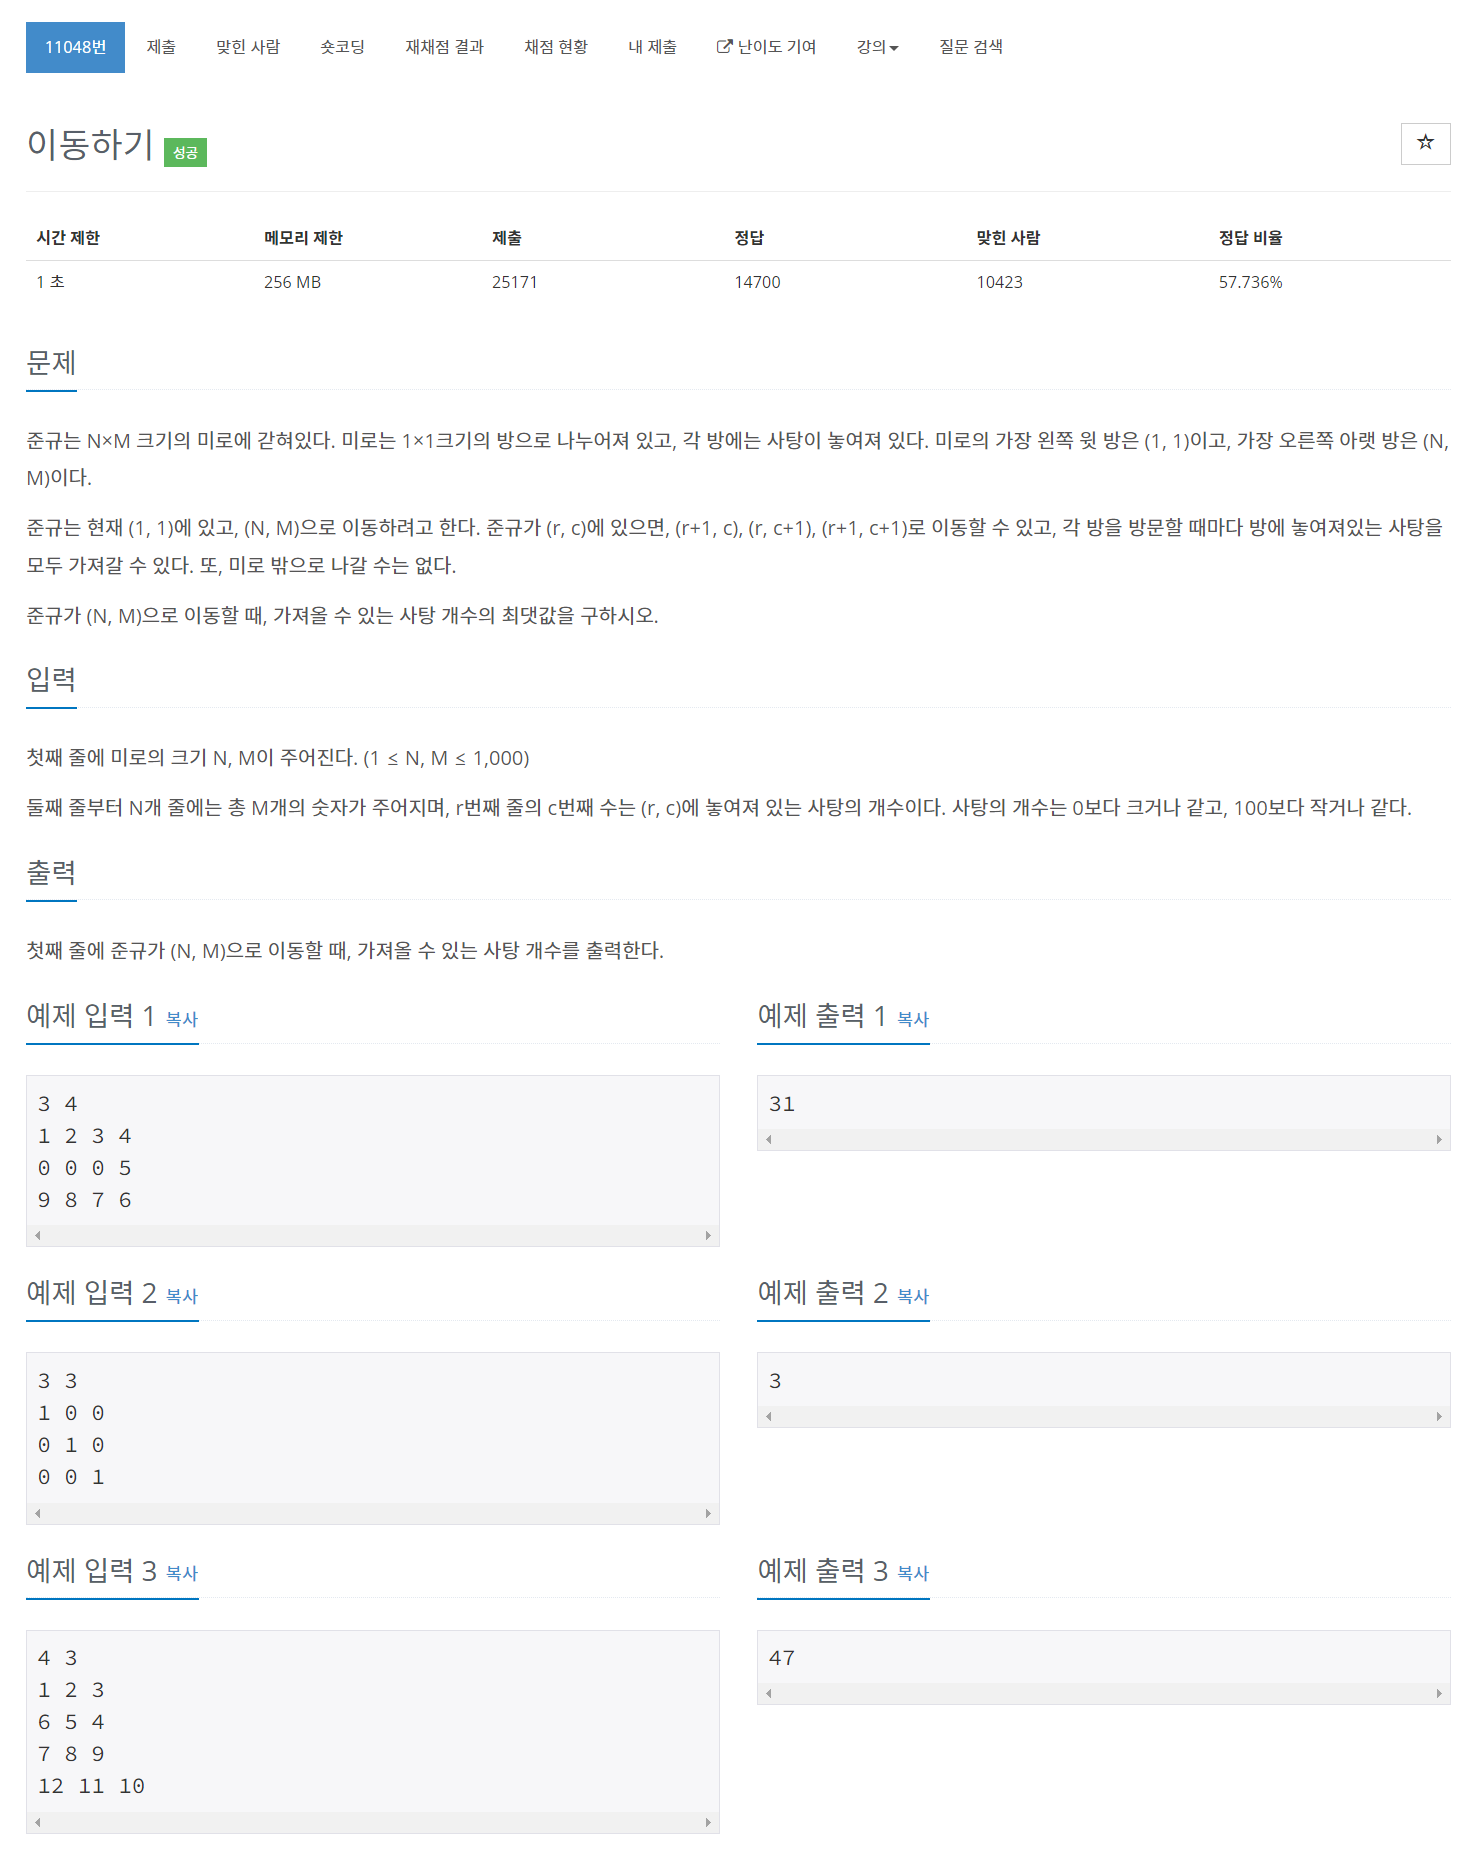 11048번 제출 맞힌 사람 숏코딩 재채점 결과 채점 현황 내 제출 난이도 기여 강의 질문 검색
이동하기 성공
시간 제한 메모리 제한 제출 정답 맞힌 사람 정답 비율
1 초 256 MB 25171 14700 10423 57.736%
문제
준규는 N×M 크기의 미로에 갇혀있다. 미로는 1×1크기의 방으로 나누어져 있고, 각 방에는 사탕이 놓여져 있다. 미로의 가장 왼쪽 윗 방은 (1, 1)이고, 가장 오른쪽 아랫 방은 (N,
M)이다.
준규는 현재 (1, 1)에 있고, (N, M)으로 이동하려고 한다. 준규가 (r, c)에 있으면, (r+1, c), (r, c+1), (r+1, c+1)로 이동할 수 있고, 각 방을 방문할 때마다 방에 놓여져있는 사탕을
모두 가져갈 수 있다. 또, 미로 밖으로 나갈 수는 없다.
준규가 (N, M)으로 이동할 때, 가져올 수 있는 사탕 개수의 최댓값을 구하시오.
입력
첫째 줄에 미로의 크기 N, M이 주어진다. (1 ≤ N, M ≤ 1,000)
둘째 줄부터 N개 줄에는 총 M개의 숫자가 주어지며, r번째 줄의 c번째 수는 (r, c)에 놓여져 있는 사탕의 개수이다. 사탕의 개수는 0보다 크거나 같고, 100보다 작거나 같다.
출력
첫째 줄에 준규가 (N, M)으로 이동할 때, 가져올 수 있는 사탕 개수를 출력한다.
예제 입력 1 복사
3 4
1 2 3 4
0 0 0 5
9 8 7 6
예제 출력 1 복사
31
예제 입력 2 복사
3 3
1 0 0
0 1 0
0 0 1
예제 출력 2 복사
3
예제 입력 3 복사
4 3
1 2 3
6 5 4
7 8 9
12 11 10
예제 출력 3 복사
47